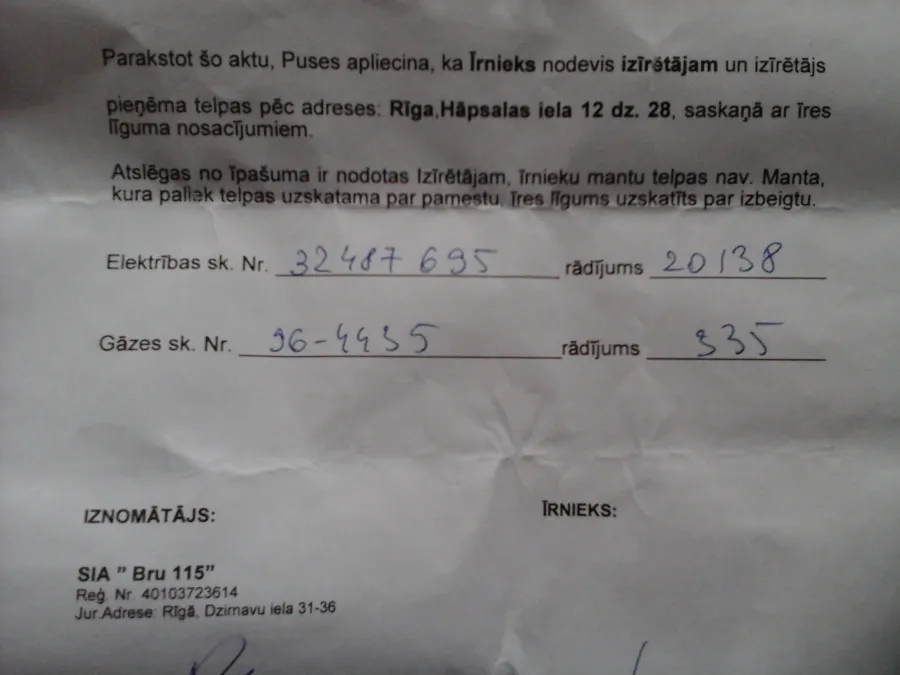 Parakstot šo aktu, Puses apliecina, ka Īrnieks nodevis izīrētājam un izīrētājs
pieņēma telpas pēc adreses: Rīga,Hāpsalas iela 12 dz. 28, saskaņā ar īres
līguma nosacījumiem.
Atslēgas no īpašuma ir nodotas Izīrētājam, īrnieku mantu telpas nav. Manta,
kura paliek telpas uzskatama par pamestu, īres līgums uzskatīts par izbeigtu.
Elektrības sk. Nr. 32487 695 rādījums 20138
Gāzes sk. Nr. 96-4435 rādījums 335
IZNOMĀTĀJS: ĪRNIEKS:
SIA " Bru 115"
Reģ. Nr. 40103723614
Jur.Adrese: Rīgā, Dzirnavu iela 31-36